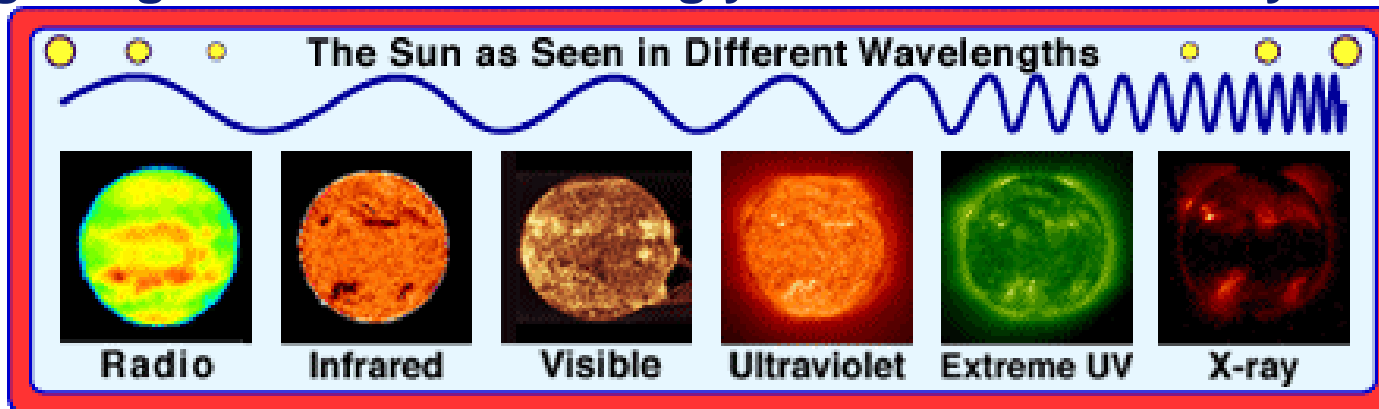 The Sun as Seen in Different Wavelengths
Radio Infrared Visible Ultraviolet Extreme UV X-ray